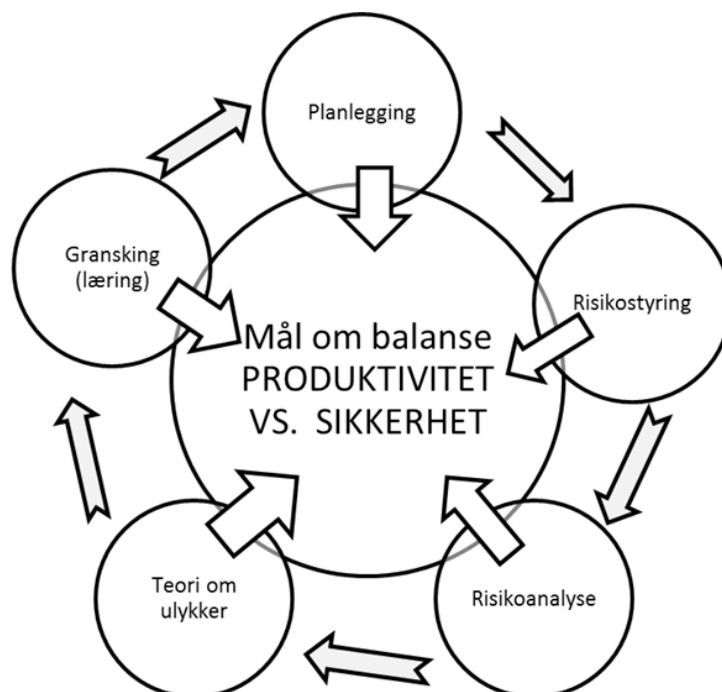 Planlegging
Gransking
(læring)
Risikostyring
Mål om balanse
PRODUKTIVITET
VS. SIKKERHET
Teori om
ulykker
Risikoanalyse